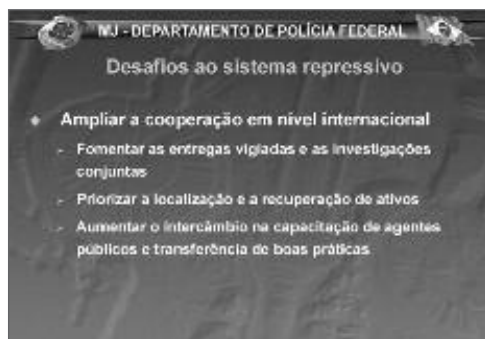 MJ - DEPARTAMENTO DE POLÍCIA FEDERAL
Desafios ao sistema repressivo
Ampliar a cooperação em nível internacional
- Fomentar as entregas vigiadas e as investigações
conjuntas
- Priorizar a localização e a recuperação de ativos
- Aumentar o intercâmbio na capacitação de agentes
públicos e transferência de boas práticas